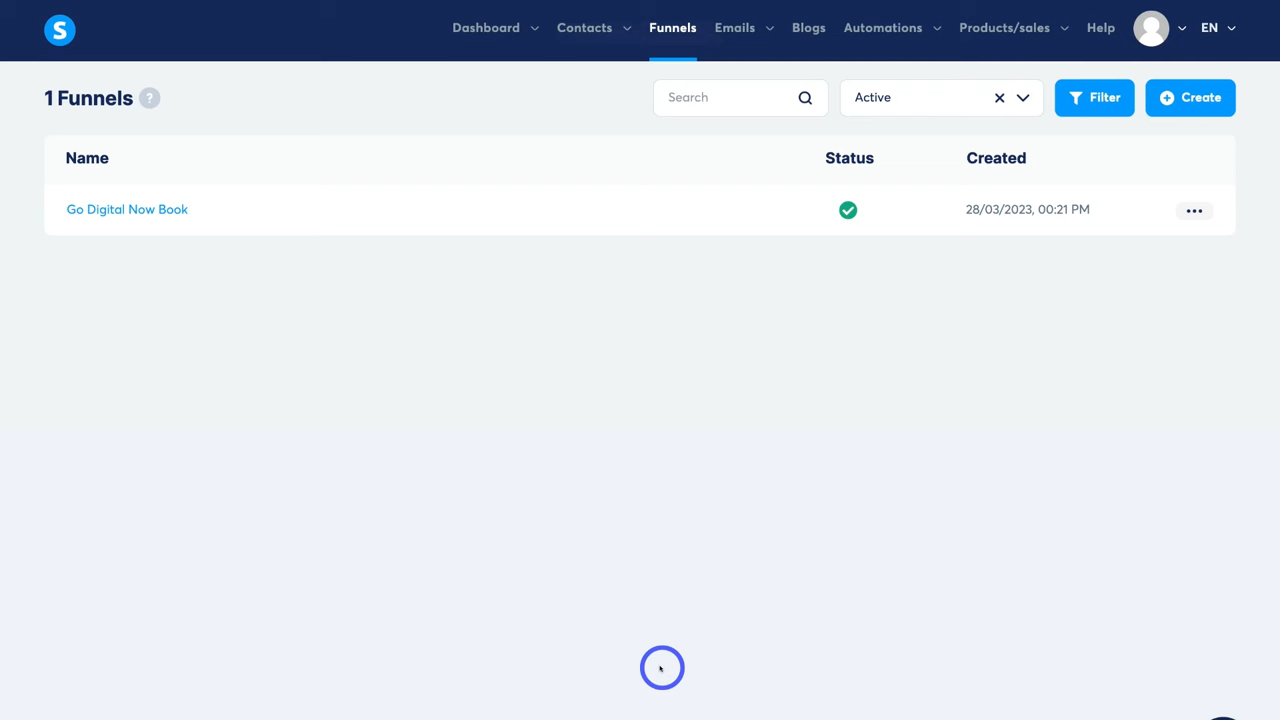 S
Dashboard Contacts Funnels Emails Blogs Automations Products/sales Help EN
1 Funnels ? Search Active Filter Create
Name Status Created
Go Digital Now Book 28/03/2023, 00:21 PM